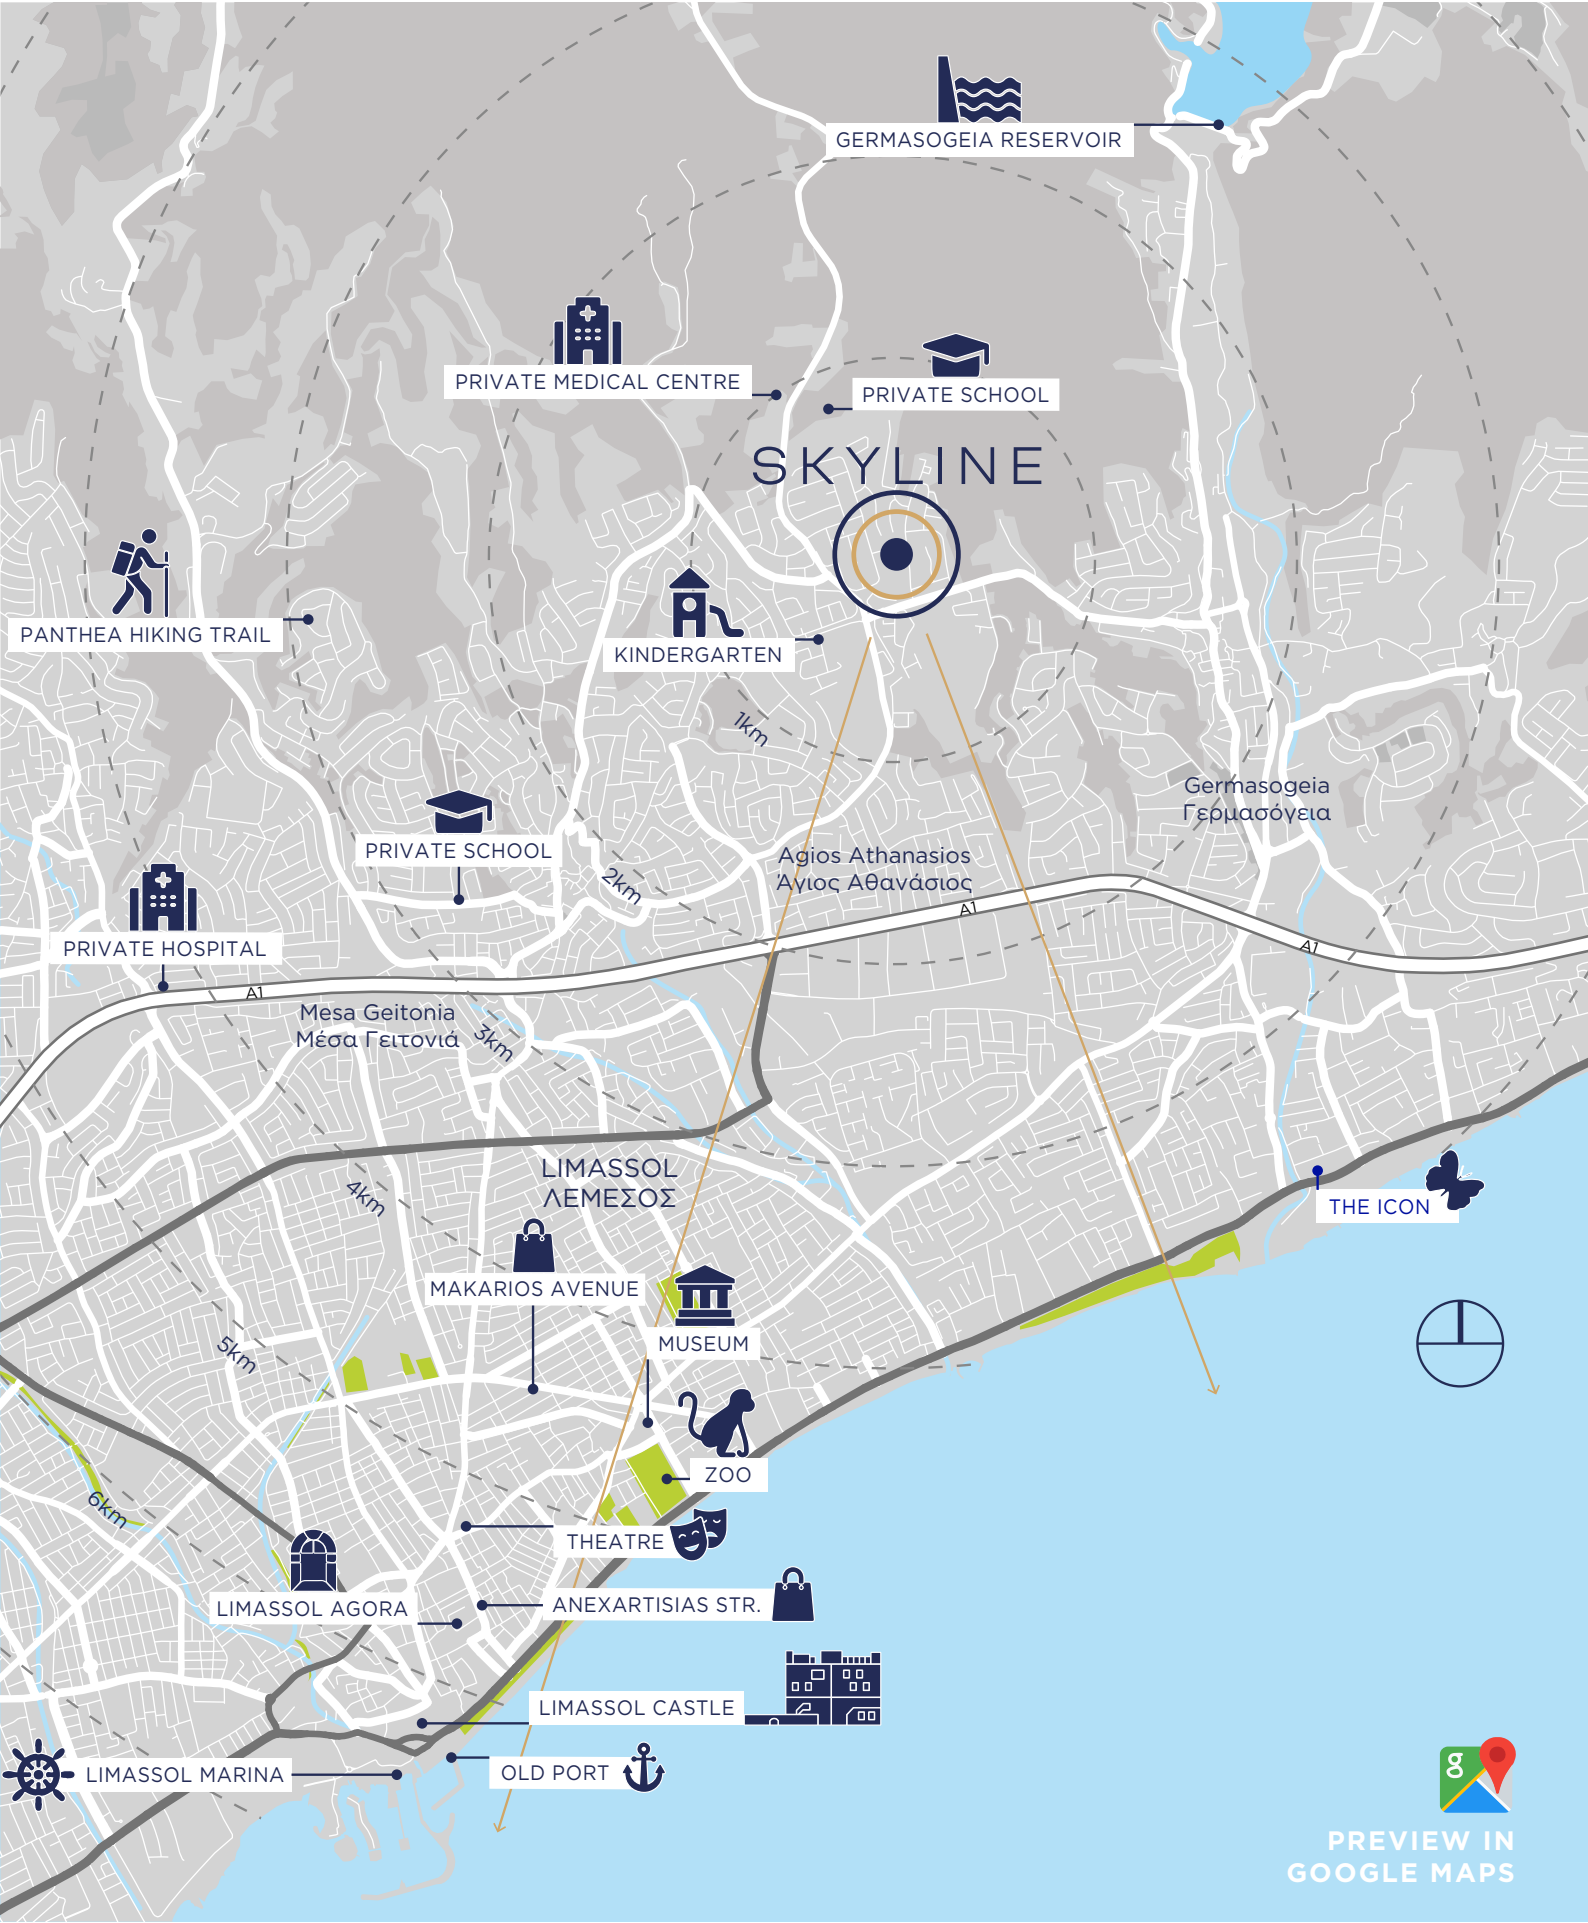 GERMASOGEIA RESERVOIR
PRIVATE MEDICAL CENTRE
PRIVATE SCHOOL
SKYLINE
PANTHEA HIKING TRAIL
KINDERGARTEN
1km
Germasogeia
Γερμασόγεια
PRIVATE SCHOOL
Agios Athanasios
Άγιος Αθανάσιος
2km
A1
PRIVATE HOSPITAL
A1
A1
Mesa Geitonia
Μέσα Γειτονιά
3km
LIMASSOL
ΛΕΜΕΣΟΣ
4km
THE ICON
MAKARIOS AVENUE
MUSEUM
5km
ZOO
6km
THEATRE
LIMASSOL AGORA
ANEXARTISIAS STR.
LIMASSOL CASTLE
OLD PORT
LIMASSOL MARINA
g
PREVIEW IN
GOOGLE MAPS